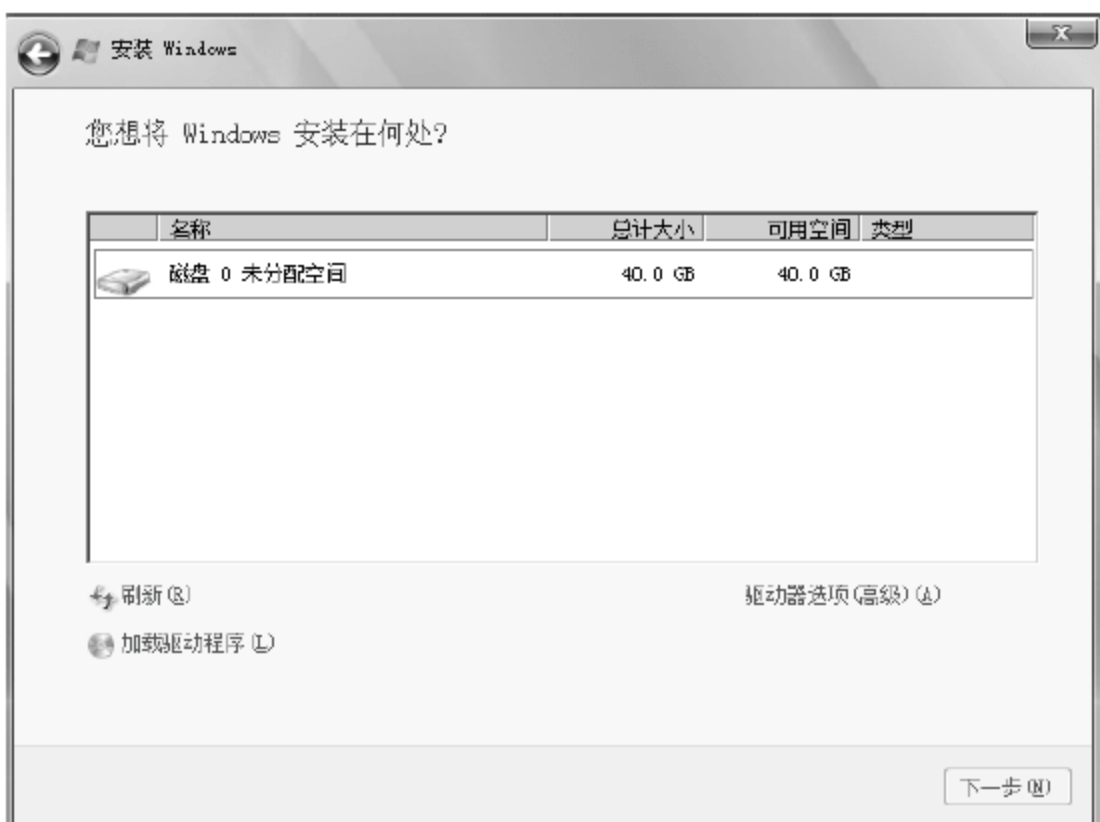 安装 Windows
您想将 Windows 安装在何处?
名称 总计大小 可用空间 类型
磁盘 0 未分配空间 40.0 GB 40.0 GB
刷新(R) 驱动器选项(高级)(A)
加载驱动程序(L)
下一步(N)